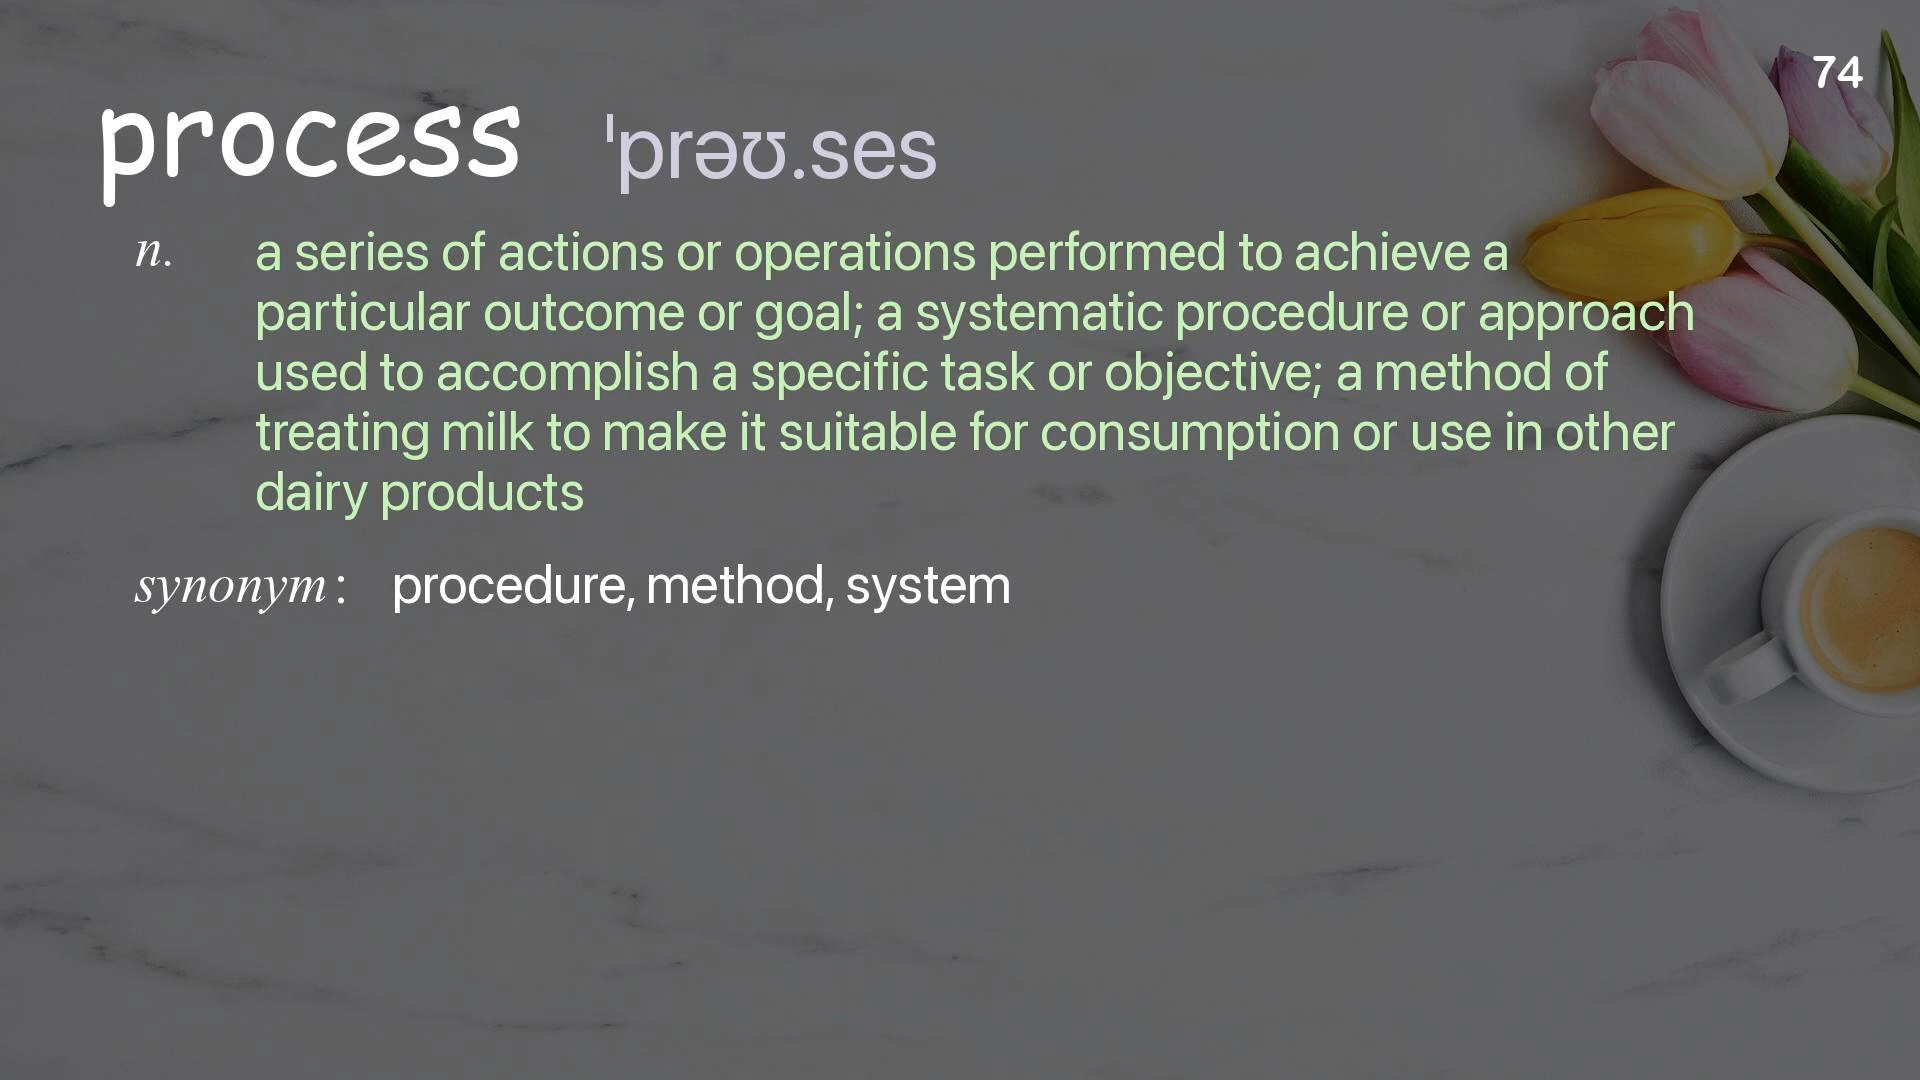 74
process ˈprəʊ.ses
n. a series of actions or operations performed to achieve a
particular outcome or goal; a systematic procedure or approach
used to accomplish a specific task or objective; a method of
treating milk to make it suitable for consumption or use in other
dairy products
synonym: procedure, method, system